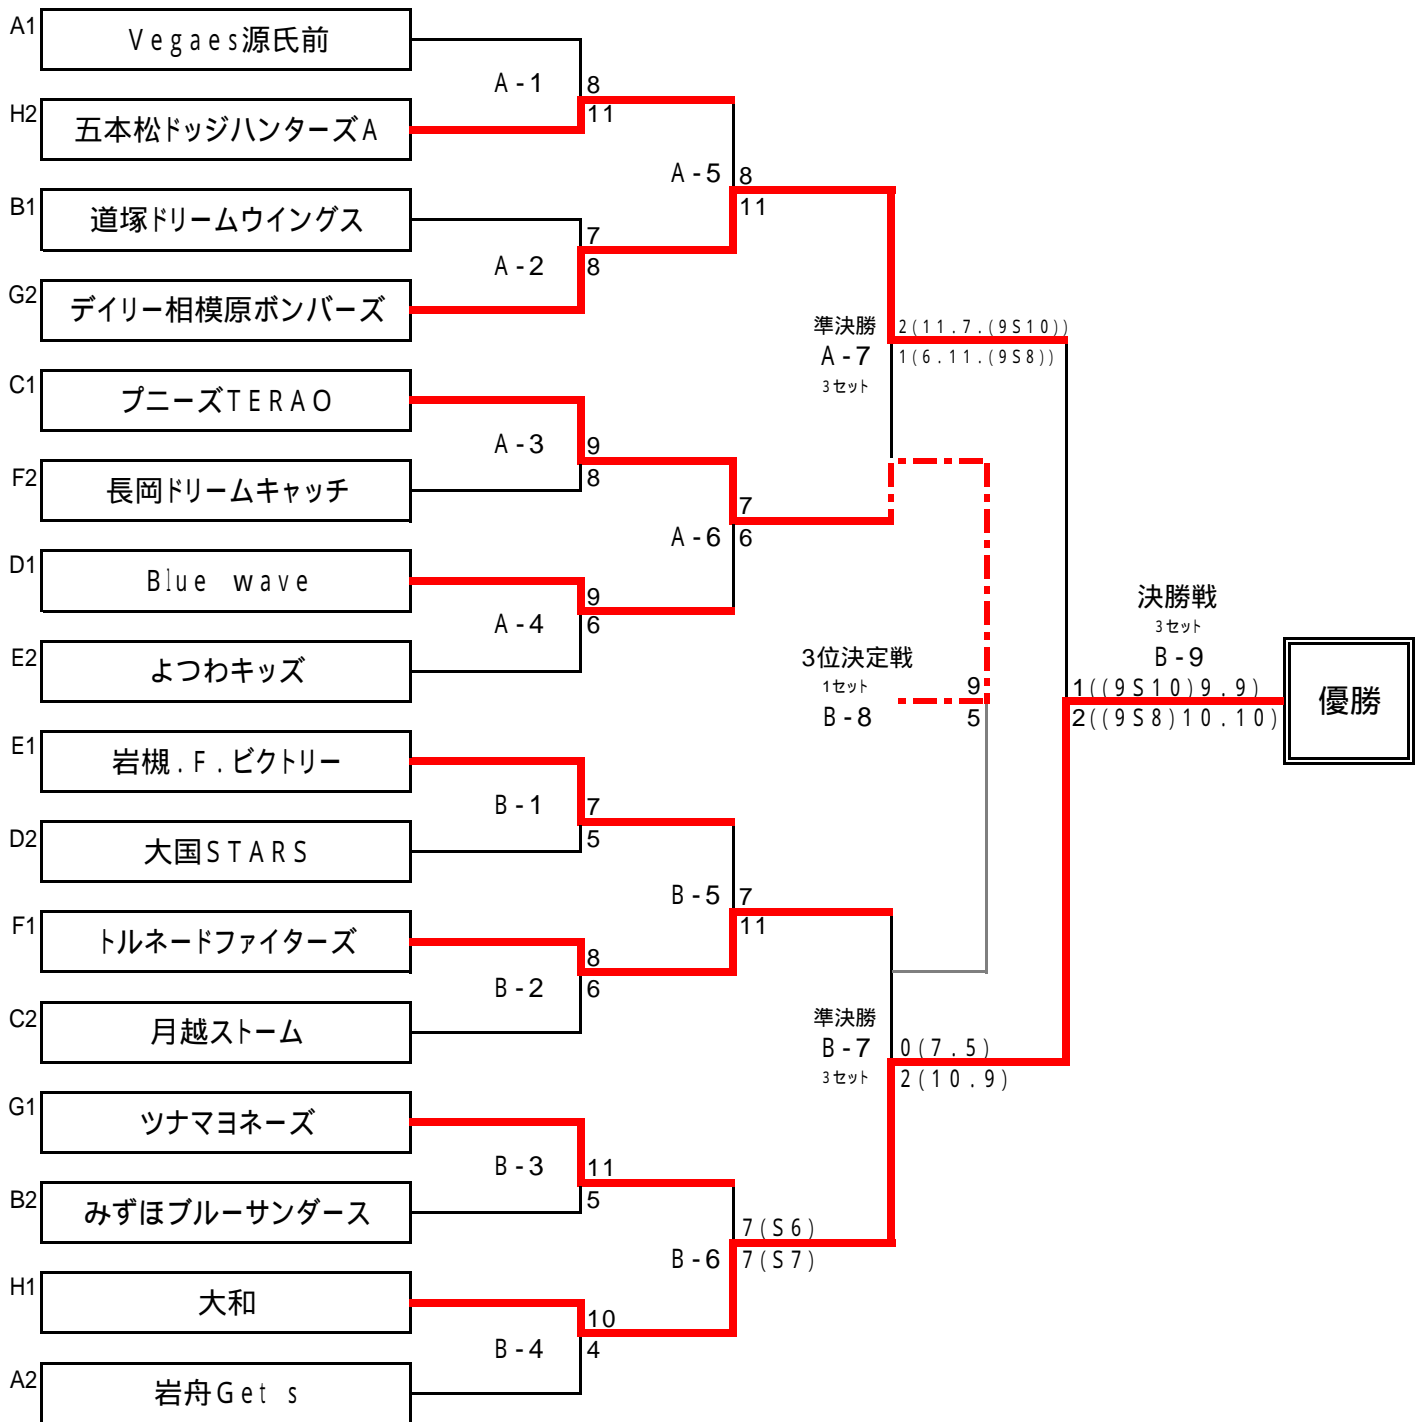 A1
Vegaes源氏前
A-1
8
11
H2
五本松ドッジハンターズA
A-5
8
11
B1
道塚ドリームウイングス
A-2
7
8
G2
デイリー相模原ボンバーズ
準決勝
A-7
3セット
2(11.7.(9S10))
1(6.11.(9S8))
C1
プニーズTERAO
A-3
9
8
F2
長岡ドリームキャッチ
A-6
7
6
D1
Blue wave
A-4
9
6
E2
よつわキッズ
3位決定戦
1セット
B-8
9
5
決勝戦
3セット
B-9
1((9S10)9.9)
2((9S8)10.10)
優勝
E1
岩槻.F.ビクトリー
B-1
7
5
D2
大国STARS
B-5
7
11
F1
トルネードファイターズ
B-2
8
6
C2
月越ストーム
準決勝
B-7
3セット
0(7.5)
2(10.9)
G1
ツナマヨネーズ
B-3
11
5
B2
みずほブルーサンダース
B-6
7(S6)
7(S7)
H1
大和
B-4
10
4
A2
岩舟Get s